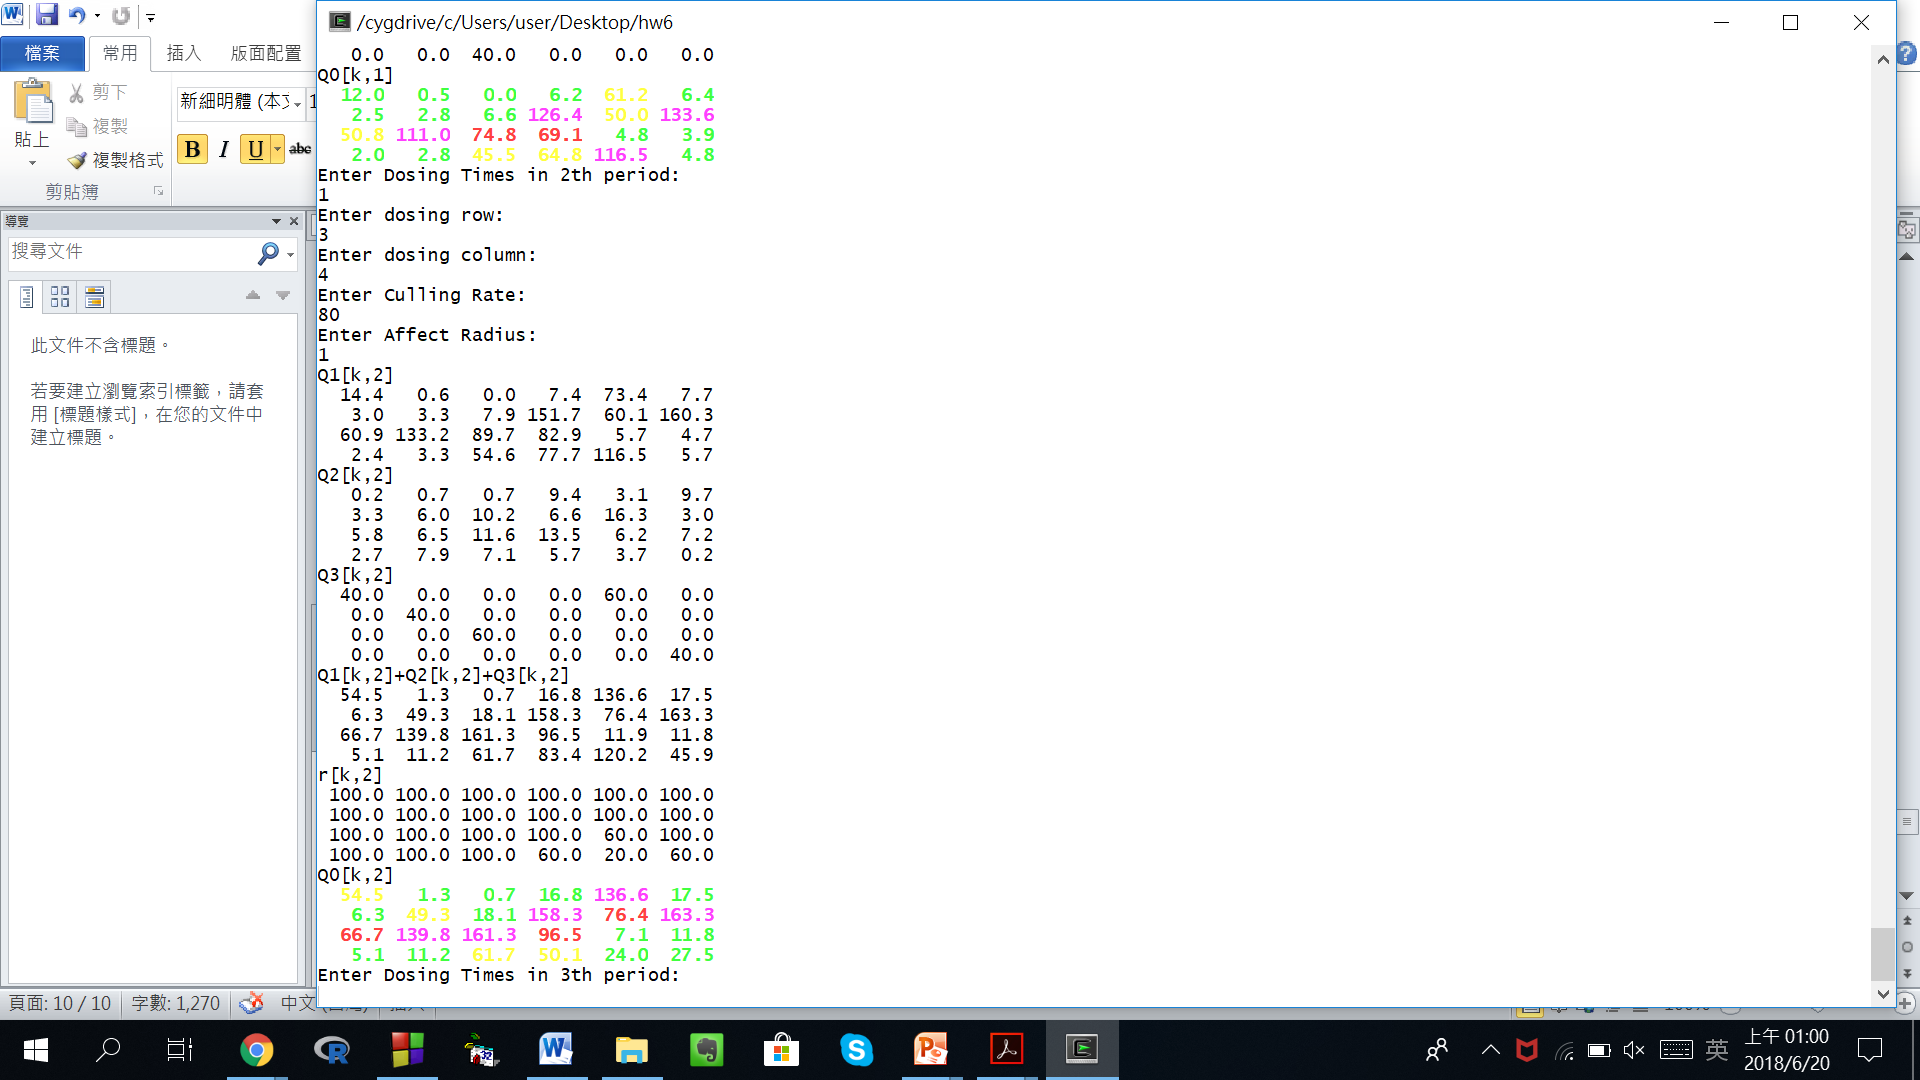 /cygdrive/c/Users/user/Desktop/hw6
檔案 常用 插入 版面配置
剪下
複製
複製格式
貼上
剪貼簿
新細明體 (本文
B I U abc
導覽
搜尋文件
此文件不含標題。
若要建立瀏覽索引標籤，請套
用 [標題樣式]，在您的文件中
建立標題。
0.0 0.0 40.0 0.0 0.0 0.0
Q0[k,1]
12.0 0.5 0.0 6.2 61.2 6.4
2.5 2.8 6.6 126.4 50.0 133.6
50.8 111.0 74.8 69.1 4.8 3.9
2.0 2.8 45.5 64.8 116.5 4.8
Enter Dosing Times in 2th period:
1
Enter dosing row:
3
Enter dosing column:
4
Enter Culling Rate:
80
Enter Affect Radius:
1
Q1[k,2]
14.4 0.6 0.0 7.4 73.4 7.7
3.0 3.3 7.9 151.7 60.1 160.3
60.9 133.2 89.7 82.9 5.7 4.7
2.4 3.3 54.6 77.7 116.5 5.7
Q2[k,2]
0.2 0.7 0.7 9.4 3.1 9.7
3.3 6.0 10.2 6.6 16.3 3.0
5.8 6.5 11.6 13.5 6.2 7.2
2.7 7.9 7.1 5.7 3.7 0.2
Q3[k,2]
40.0 0.0 0.0 0.0 60.0 0.0
0.0 40.0 0.0 0.0 0.0 0.0
0.0 0.0 60.0 0.0 0.0 0.0
0.0 0.0 0.0 0.0 0.0 40.0
Q1[k,2]+Q2[k,2]+Q3[k,2]
54.5 1.3 0.7 16.8 136.6 17.5
6.3 49.3 18.1 158.3 76.4 163.3
66.7 139.8 161.3 96.5 11.9 11.8
5.1 11.2 61.7 83.4 120.2 45.9
r[k,2]
100.0 100.0 100.0 100.0 100.0 100.0
100.0 100.0 100.0 100.0 100.0 100.0
100.0 100.0 100.0 100.0 60.0 100.0
100.0 100.0 100.0 60.0 20.0 60.0
Q0[k,2]
54.5 1.3 0.7 16.8 136.6 17.5
6.3 49.3 18.1 158.3 76.4 163.3
66.7 139.8 161.3 96.5 7.1 11.8
5.1 11.2 61.7 50.1 24.0 27.5
Enter Dosing Times in 3th period:
頁面: 10 / 10 字數: 1,270 中文
英
上午 01:00
2018/6/20